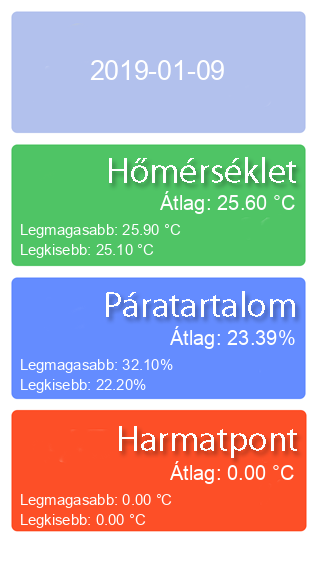 2019-01-09
Hőmérséklet
Átlag: 25.60 °C
Legmagasabb: 25.90 °C
Legkisebb: 25.10 °C
Páratartalom
Átlag: 23.39%
Legmagasabb: 32.10%
Legkisebb: 22.20%
Harmatpont
Átlag: 0.00 °C
Legmagasabb: 0.00 °C
Legkisebb: 0.00 °C